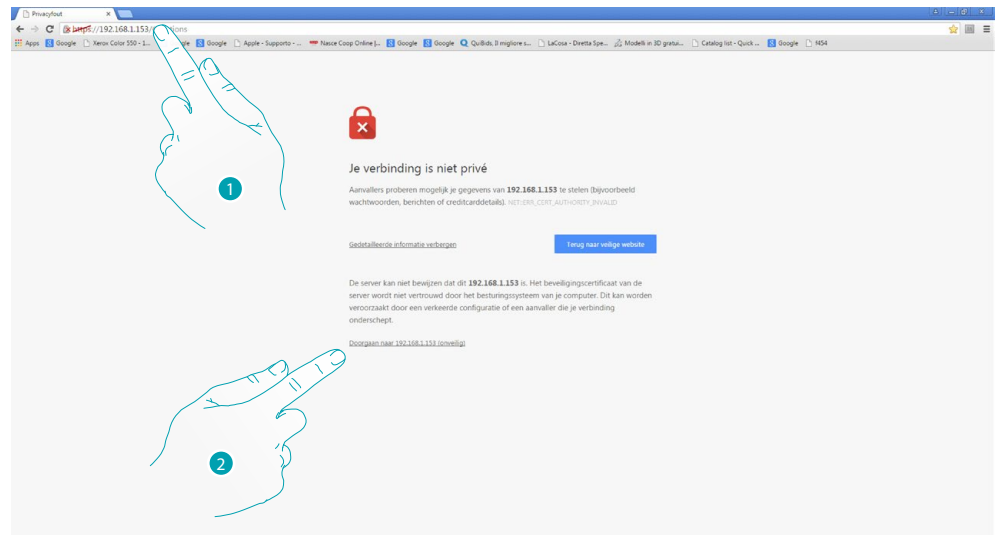 Privacyfout
https://192.168.1.153/ ions
Apps Google Xerox Color 550 - 1... gle Google Apple - Supporto - ... Nasce Coop Online |... Google Google QuiBids, Il migliore s... LaCosa - Diretta Spe... Modelli in 3D gratui... Catalog list - Quick ... Google f454
Je verbinding is niet privé
Aanvallers proberen mogelijk je gegevens van 192.168.1.153 te stelen (bijvoorbeeld
wachtwoorden, berichten of creditcarddetails). NET::ERR_CERT_AUTHORITY_INVALID
Gedetailleerde informatie verbergen
Terug naar veilige website
De server kan niet bewijzen dat dit 192.168.1.153 is. Het beveiligingscertificaat van de
server wordt niet vertrouwd door het besturingssysteem van je computer. Dit kan worden
veroorzaakt door een verkeerde configuratie of een aanvaller die je verbinding
onderschept.
Doorgaan naar 192.168.1.153 (onveilig)
1
2